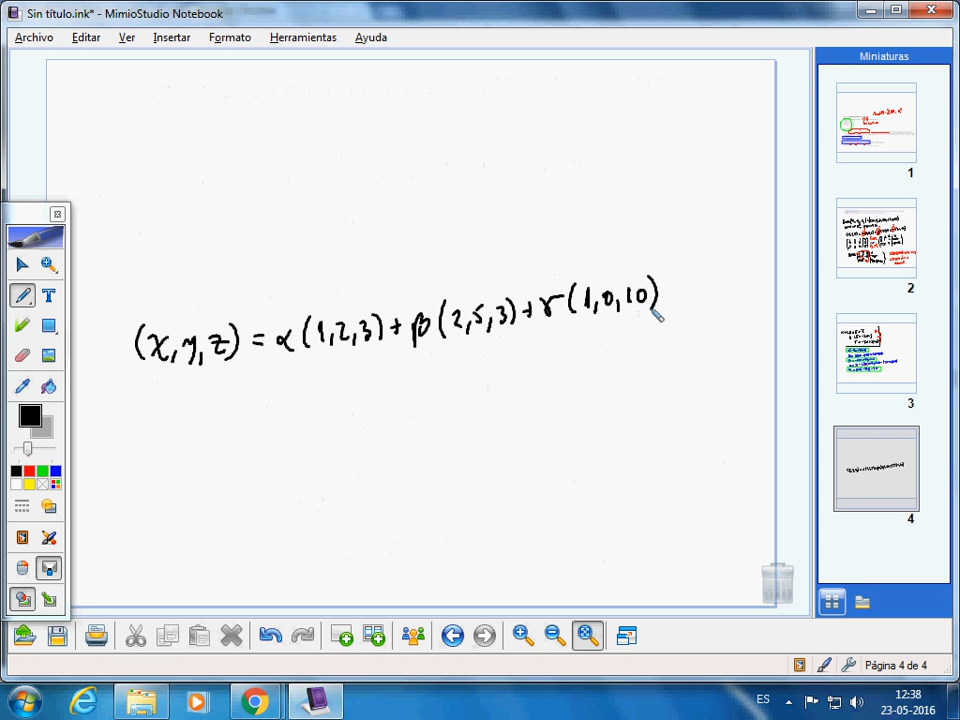 Sin título.ink* - MimioStudio Notebook
Archivo Editar Ver Insertar Formato Herramientas Ayuda
Miniaturas
1
2
3
4
(x,y,z) = α(1,2,3) + β(2,5,3) + γ(1,0,10)
Página 4 de 4
ES
12:38
23-05-2016